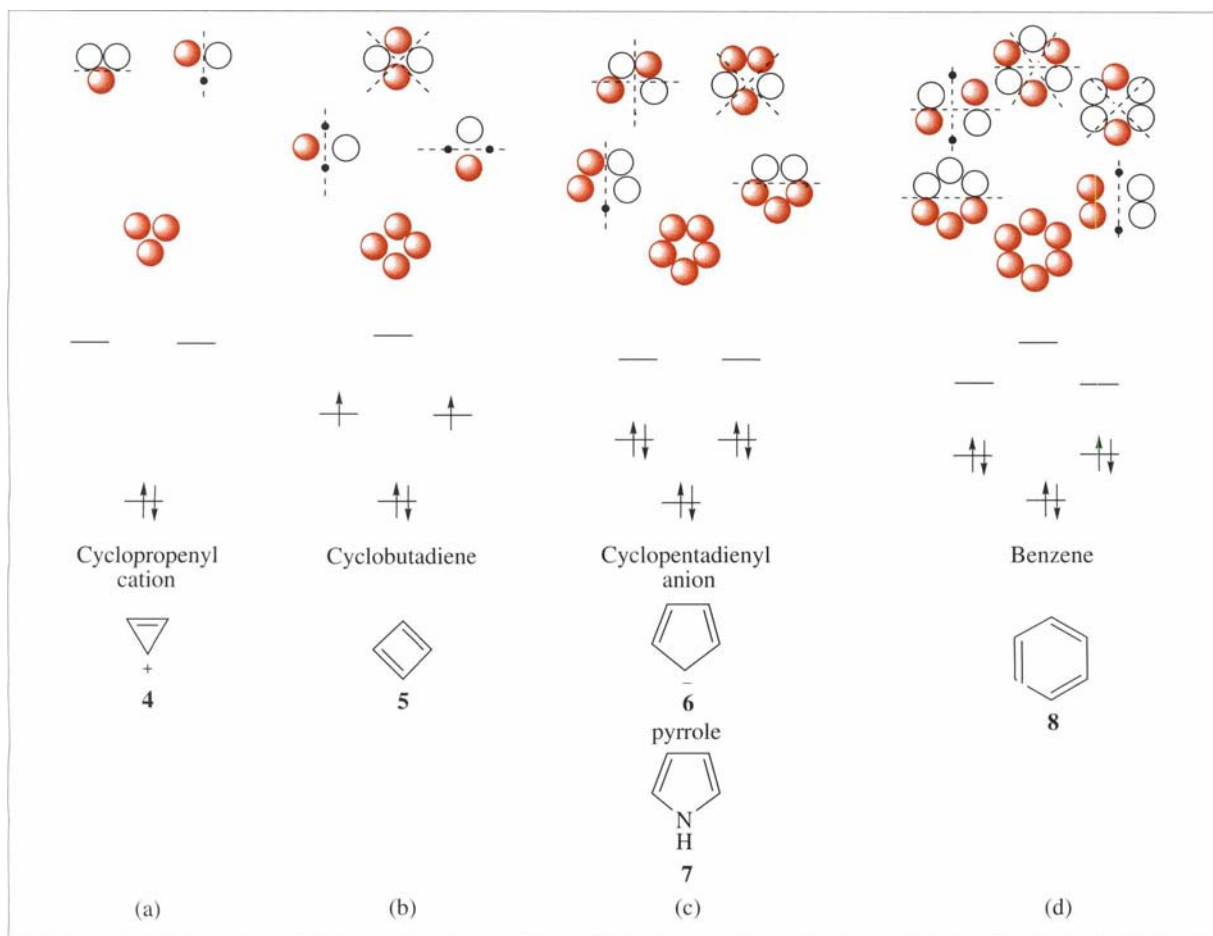 Cyclopropenyl
cation
+
4
(a)
Cyclobutadiene
5
(b)
Cyclopentadienyl
anion
−
6
pyrrole
N
H
7
(c)
Benzene
8
(d)